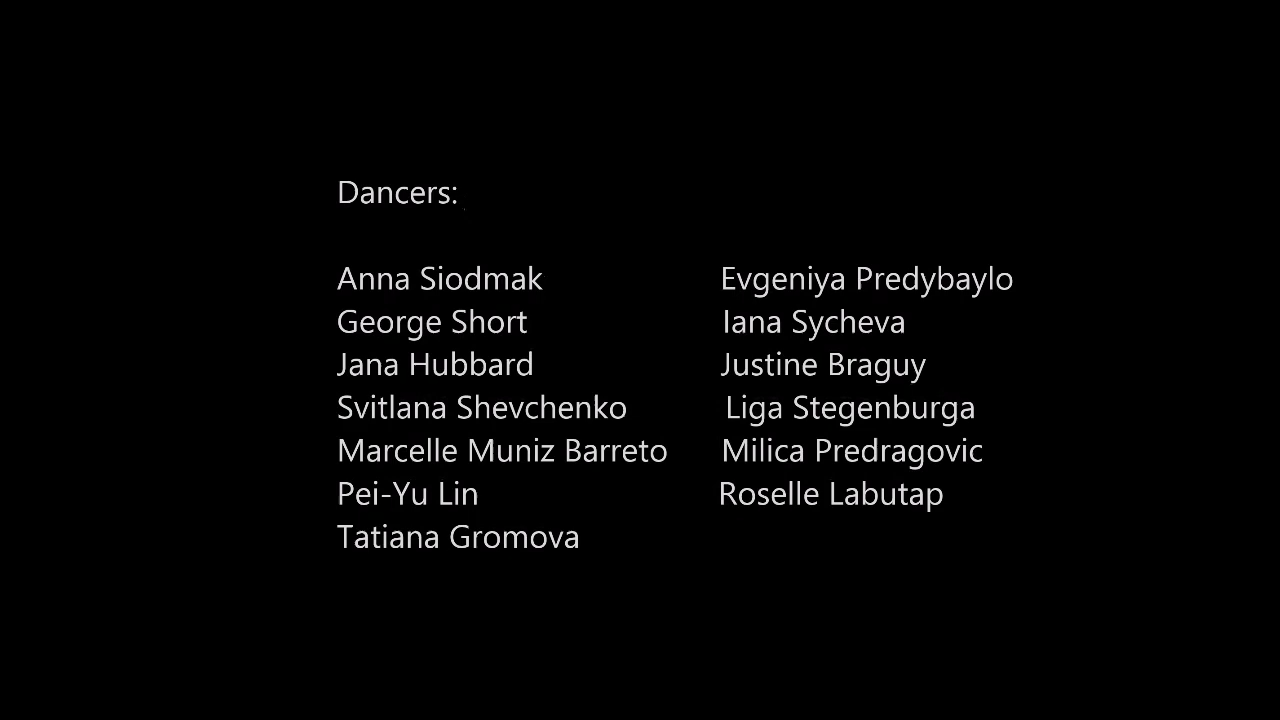 Dancers:
Anna Siodmak
George Short
Jana Hubbard
Svitlana Shevchenko
Marcelle Muniz Barreto
Pei-Yu Lin
Tatiana Gromova
Evgeniya Predybaylo
Iana Sycheva
Justine Braguy
Liga Stegenburga
Milica Predragovic
Roselle Labutap